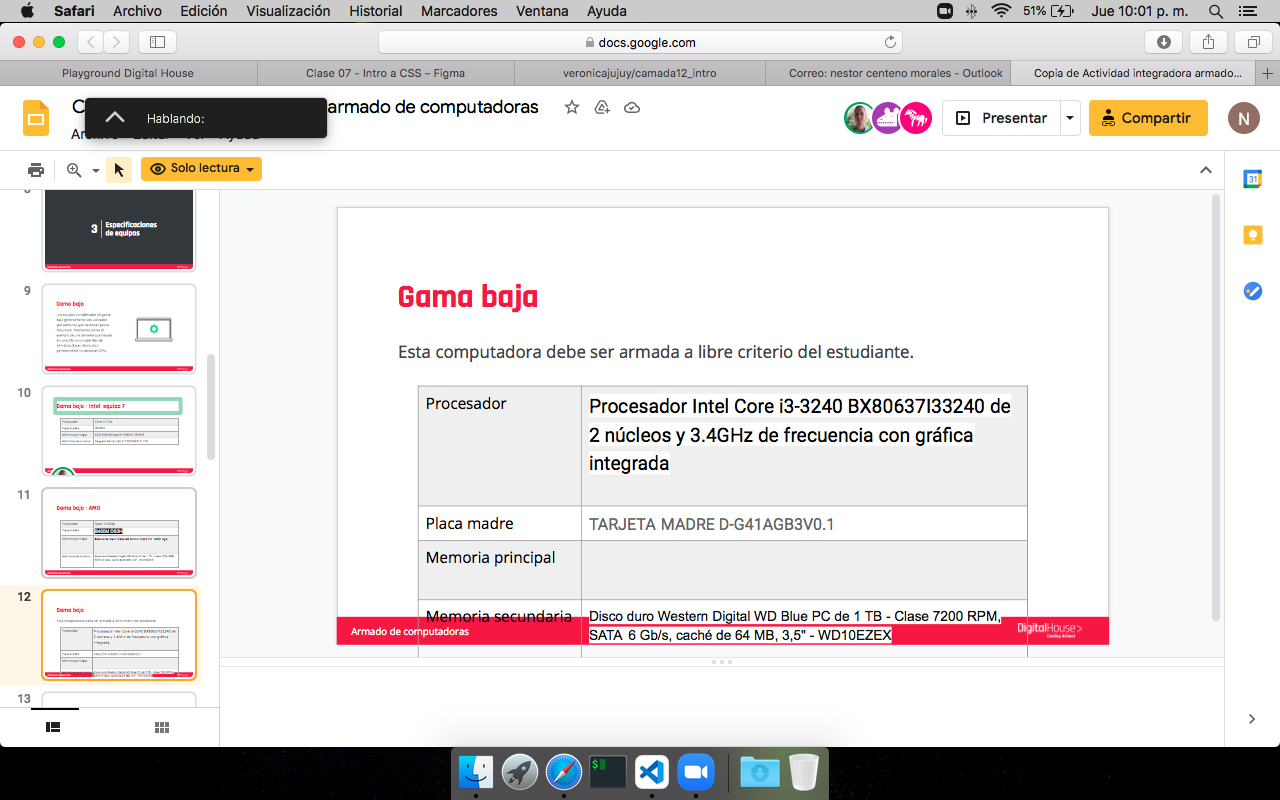 Safari Archivo Edición Visualización Historial Marcadores Ventana Ayuda 51% Jue 10:01 p. m.
docs.google.com
Playground Digital House Clase 07 - Intro a CSS – Figma veronicajujuy/camada12_intro Correo: nestor centeno morales - Outlook Copia de Actividad integradora armado...
armado de computadoras
Hablando:
Presentar
Compartir
N
Solo lectura
31
3 Especificaciones
de equipos
9
Gama baja
10
Gama baja - Intel equipo 7
11
Gama baja - AMD
12
Gama baja
13
Gama baja
Esta computadora debe ser armada a libre criterio del estudiante.
Procesador
Procesador Intel Core i3-3240 BX80637I33240 de
2 núcleos y 3.4GHz de frecuencia con gráfica
integrada
Placa madre
TARJETA MADRE D-G41AGB3V0.1
Memoria principal
Memoria secundaria
Disco duro Western Digital WD Blue PC de 1 TB - Clase 7200 RPM,
SATA 6 Gb/s, caché de 64 MB, 3,5" - WD10EZEX
Armado de computadoras
DigitalHouse>
Coding School